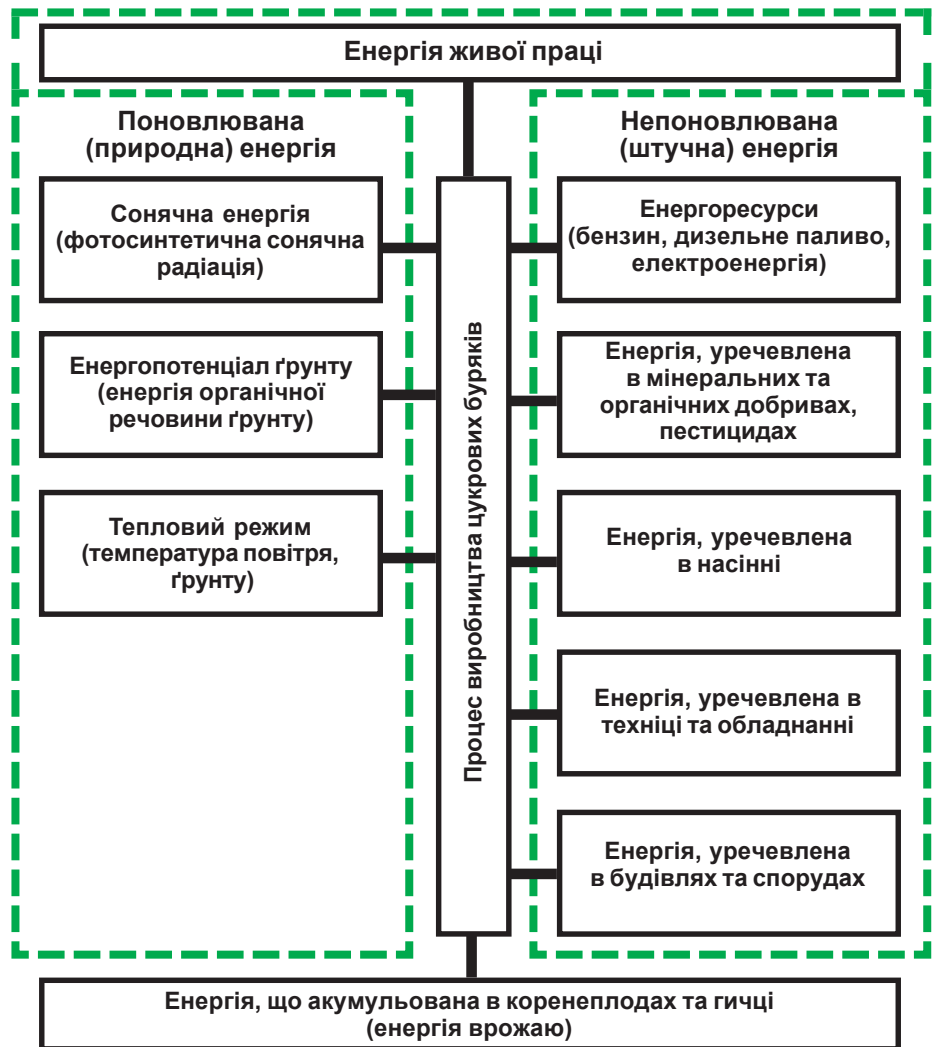 Енергія живої праці
Поновлювана
(природна) енергія
Сонячна енергія
(фотосинтетична сонячна
радіація)
Енергопотенціал ґрунту
(енергія органічної
речовини ґрунту)
Тепловий режим
(температура повітря,
ґрунту)
Процес виробництва цукрових буряків
Непоновлювана
(штучна) енергія
Енергоресурси
(бензин, дизельне паливо,
електроенергія)
Енергія, уречевлена
в мінеральних та
органічних добривах,
пестицидах
Енергія, уречевлена
в насінні
Енергія, уречевлена в
техніці та обладнанні
Енергія, уречевлена
в будівлях та спорудах
Енергія, що акумульована в коренеплодах та гичці
(енергія врожаю)